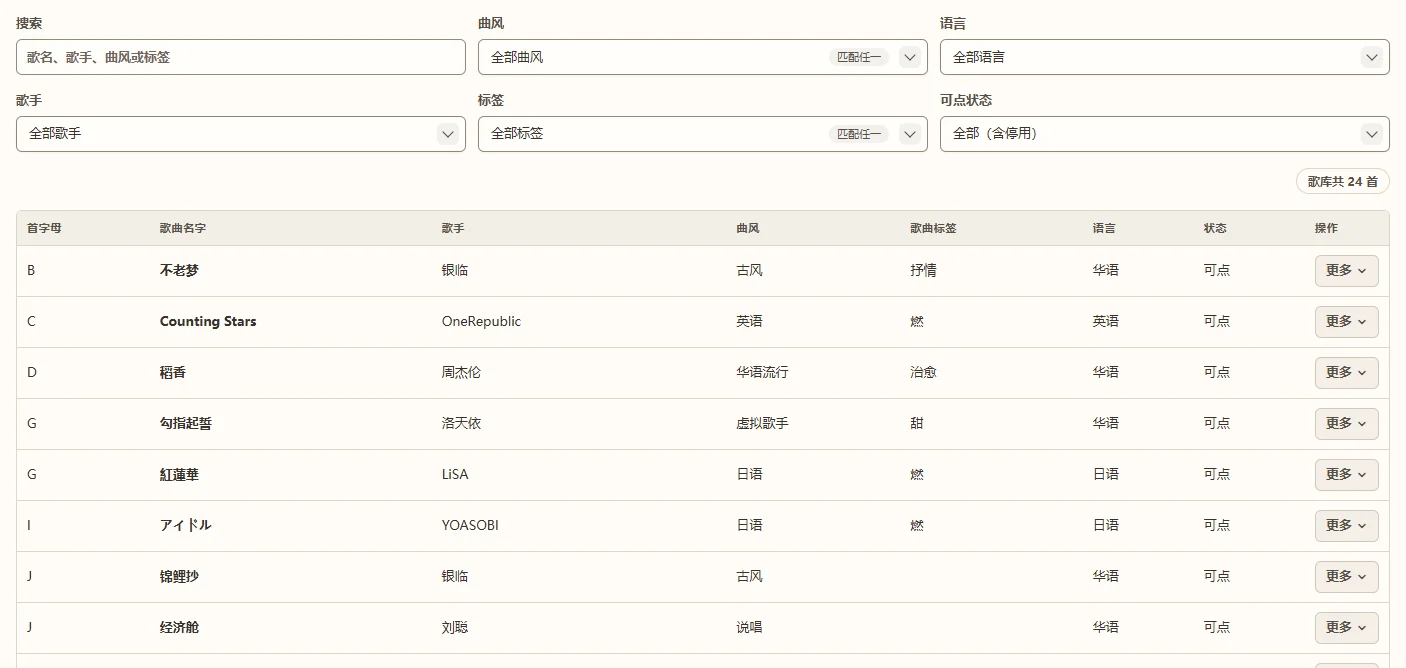 搜索 曲风 语言
歌名、歌手、曲风或标签 全部曲风 匹配任一 全部语言
歌手 标签 可点状态
全部歌手 全部标签 匹配任一 全部（含停用）
歌库共 24 首
首字母 歌曲名字 歌手 曲风 歌曲标签 语言 状态 操作
B 不老梦 银临 古风 抒情 华语 可点 更多
C Counting Stars OneRepublic 英语 燃 英语 可点 更多
D 稻香 周杰伦 华语流行 治愈 华语 可点 更多
G 勾指起誓 洛天依 虚拟歌手 甜 华语 可点 更多
G 紅蓮華 LiSA 日语 燃 日语 可点 更多
I アイドル YOASOBI 日语 燃 日语 可点 更多
J 锦鲤抄 银临 古风 华语 可点 更多
J 经济舱 刘聪 说唱 华语 可点 更多